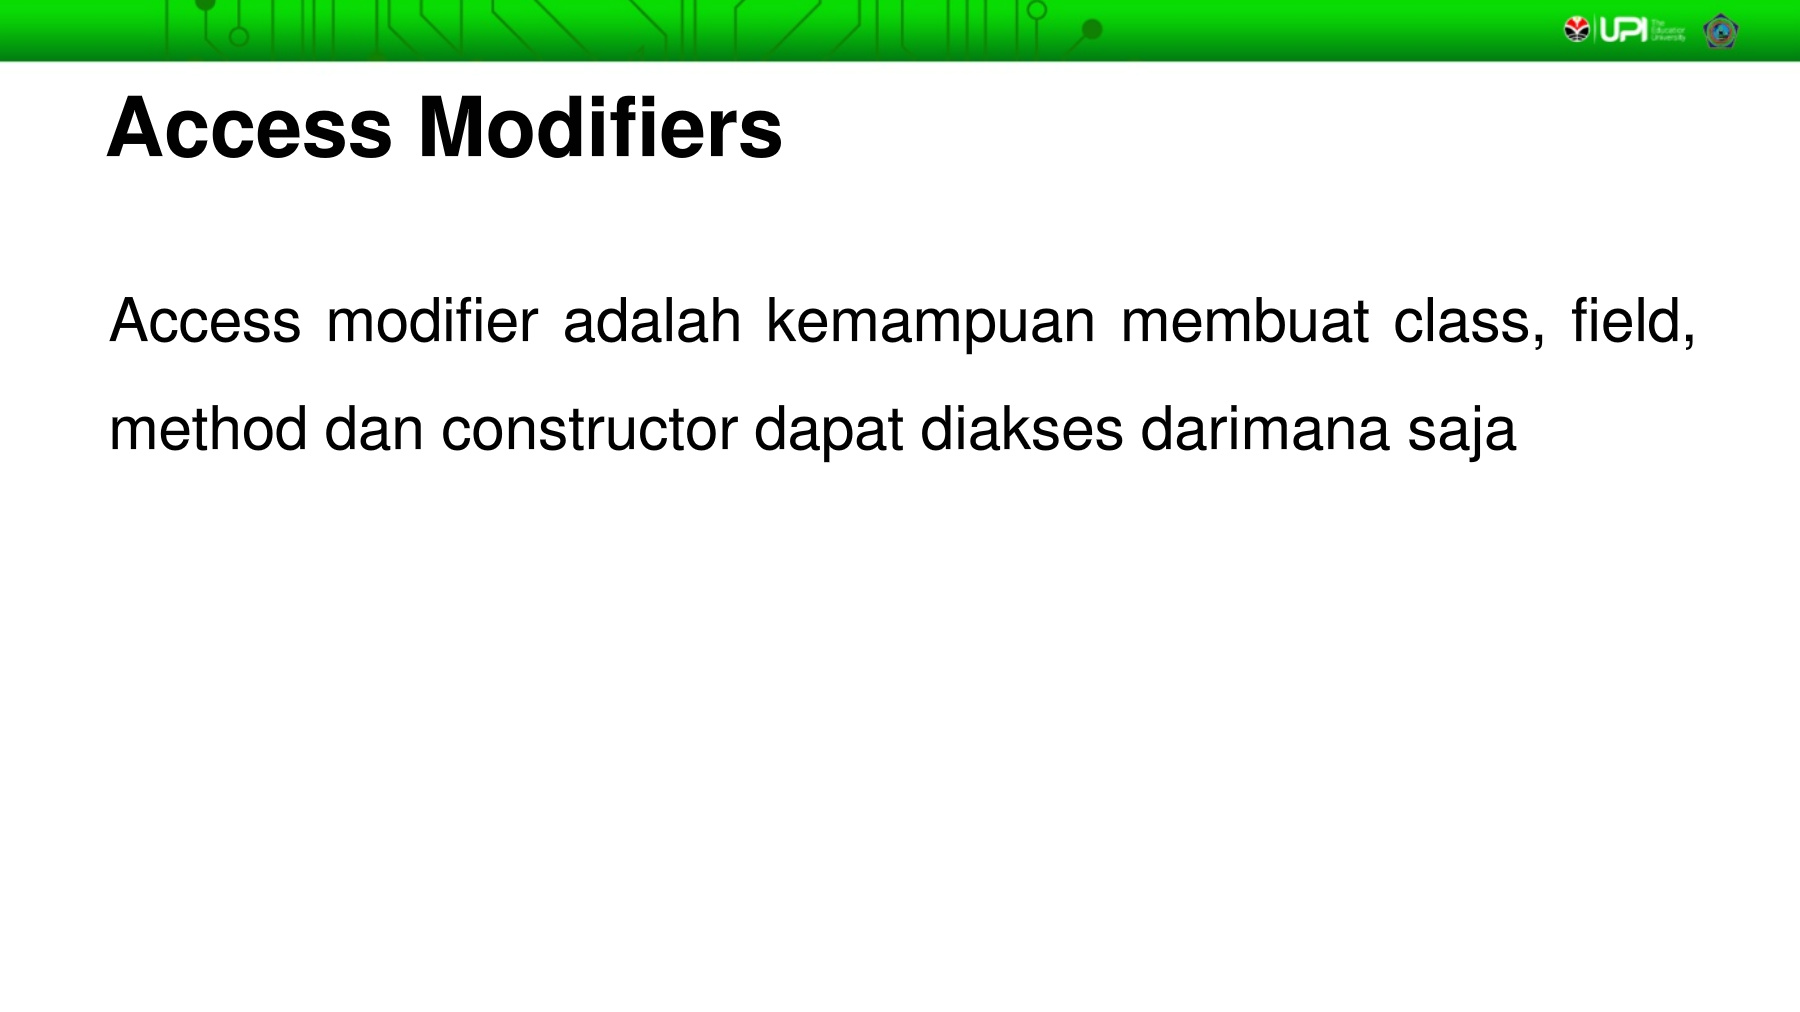 UPI
The
Education
University
Access Modifiers
Access modifier adalah kemampuan membuat class, field,
method dan constructor dapat diakses darimana saja